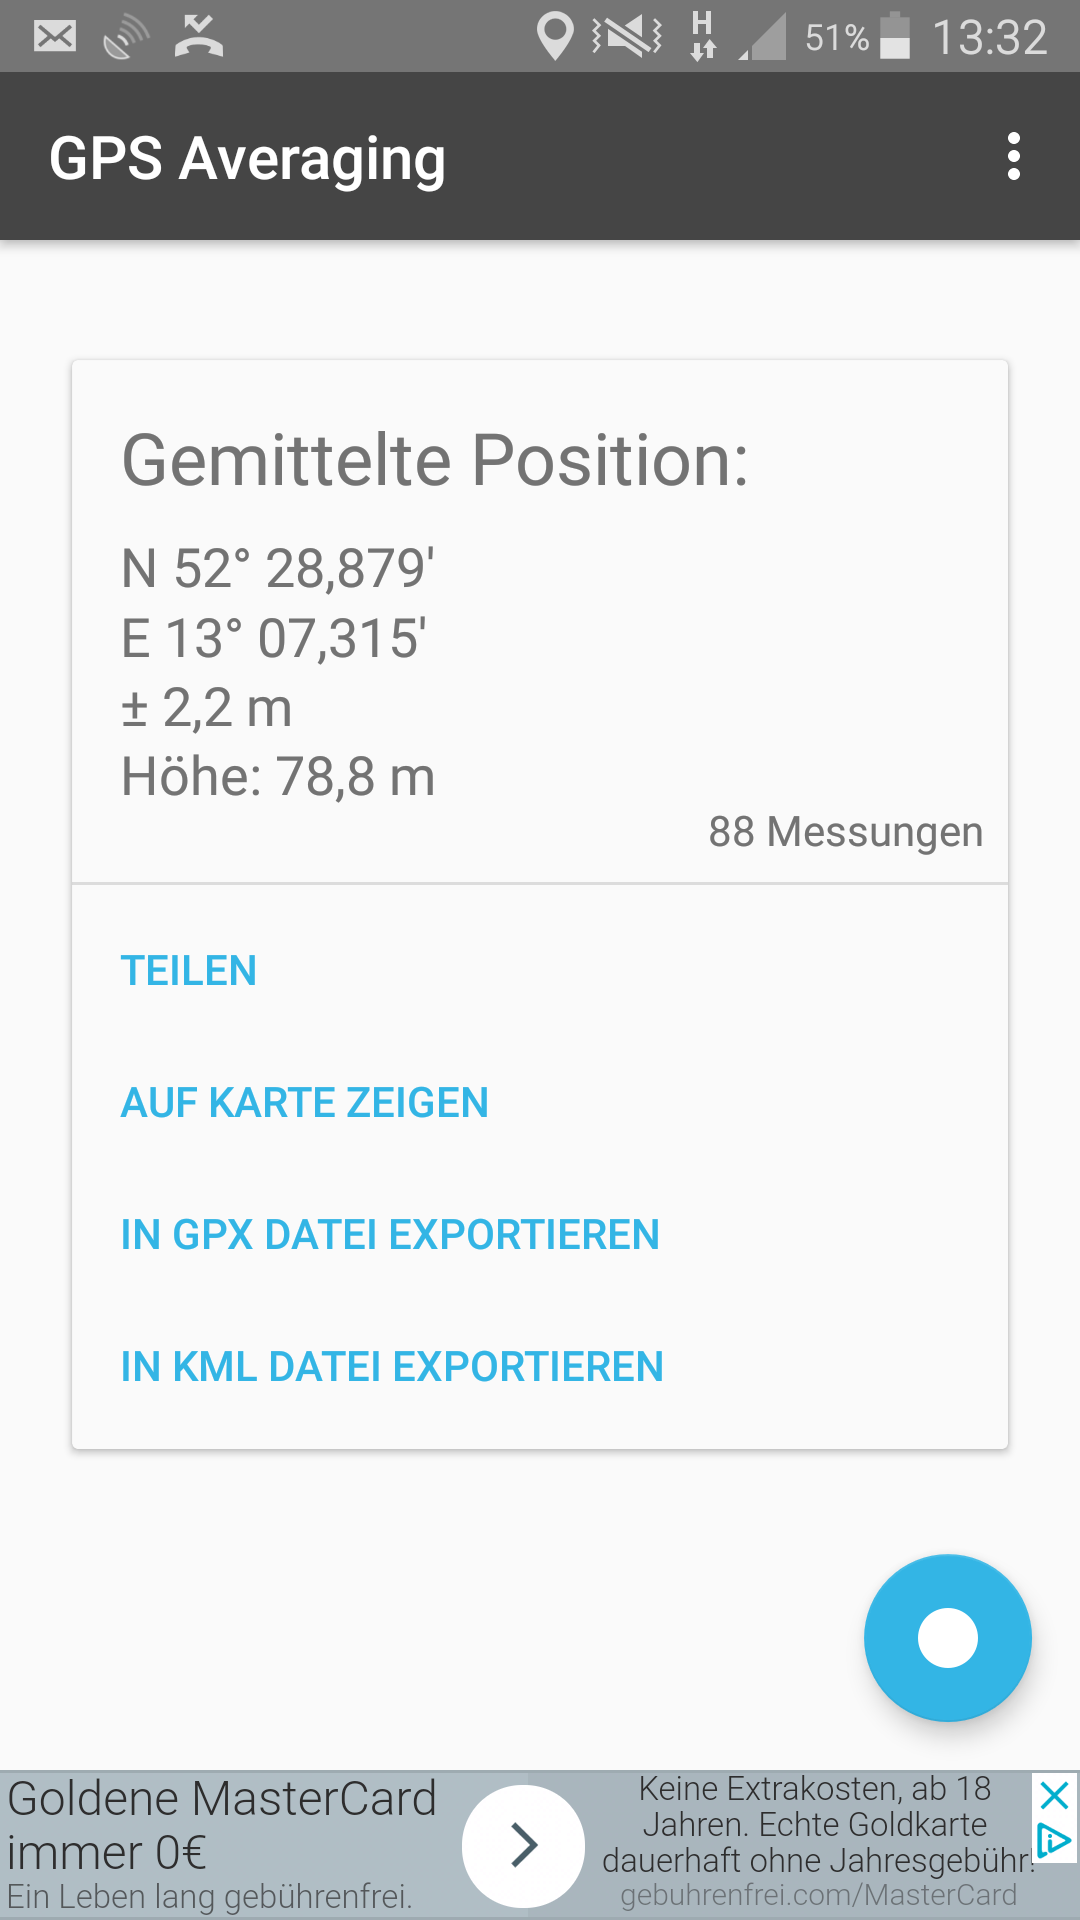 H
51%
13:32
GPS Averaging
Gemittelte Position:
N 52° 28,879'
E 13° 07,315'
± 2,2 m
Höhe: 78,8 m
88 Messungen
TEILEN
AUF KARTE ZEIGEN
IN GPX DATEI EXPORTIEREN
IN KML DATEI EXPORTIEREN
Goldene MasterCard
immer 0€
Ein Leben lang gebührenfrei.
Keine Extrakosten, ab 18
Jahren. Echte Goldkarte
dauerhaft ohne Jahresgebühr!
gebuhrenfrei.com/MasterCard